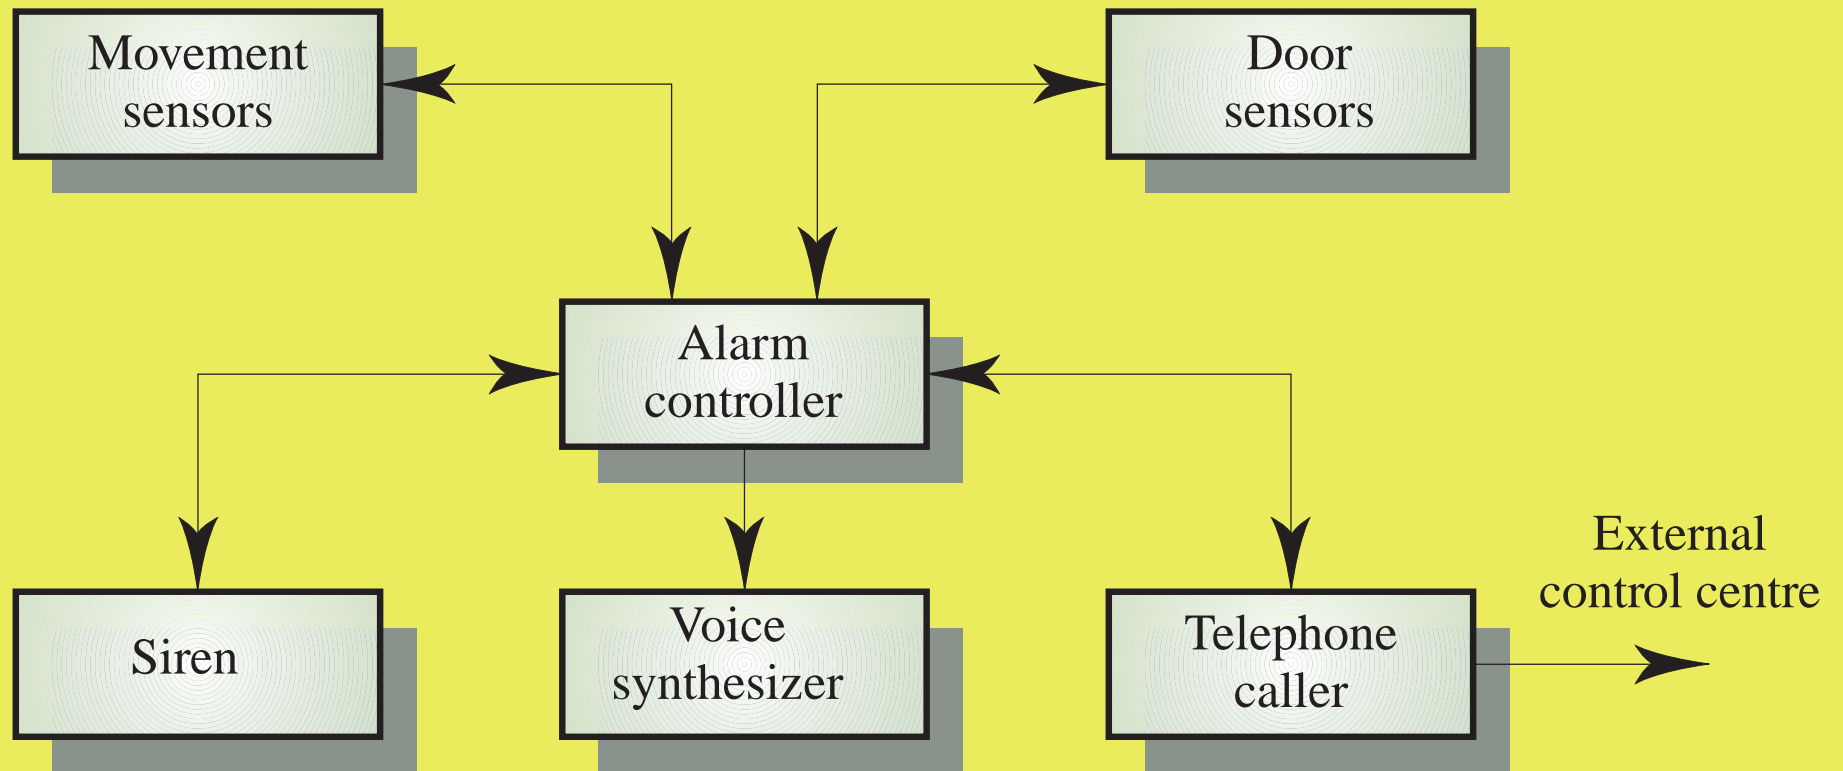 Movement
sensors
Door
sensors
Alarm
controller
Siren
Voice
synthesizer
Telephone
caller
External
control centre